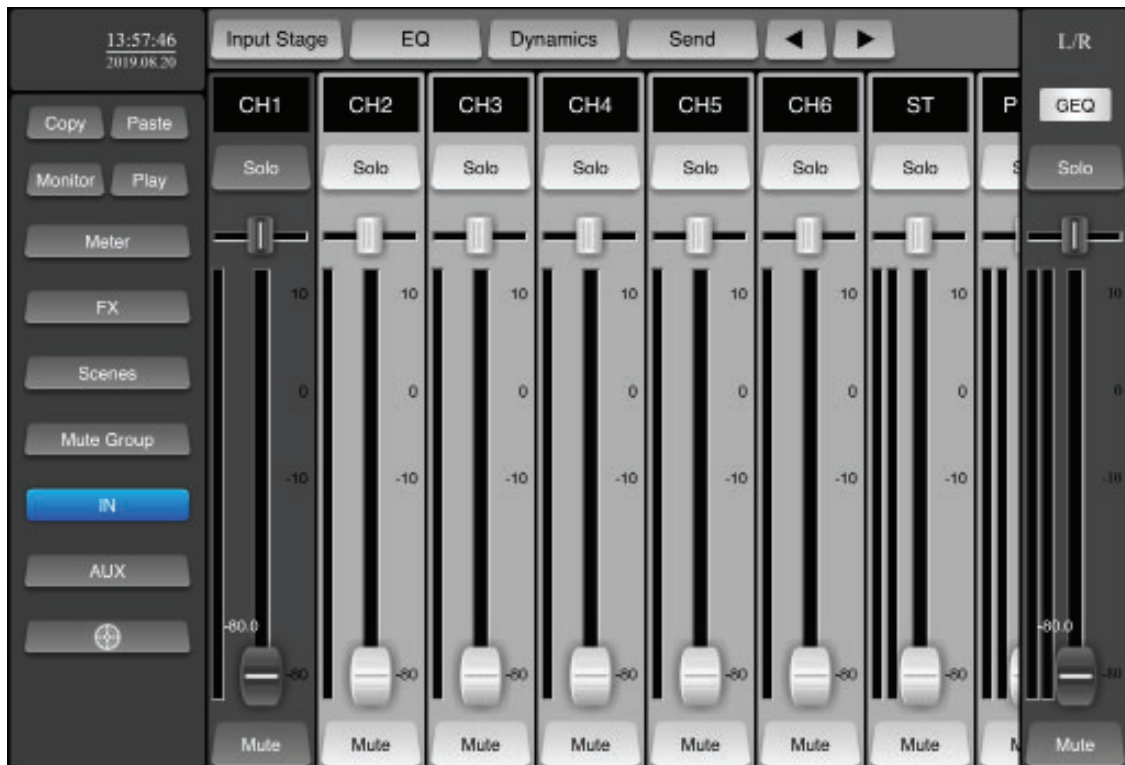 13:57:46
2019.08.20
Input Stage EQ Dynamics Send
L/R
CH1 CH2 CH3 CH4 CH5 CH6 ST P GEQ
Copy Paste
Solo Solo Solo Solo Solo Solo Solo S Solo
Monitor Play
Meter
10 10 10 10 10 10 10 10
FX
Scenes
0 0 0 0 0 0 0 0
Mute Group
-10 -10 -10 -10 -10 -10 -10 -10
IN
AUX
-80.0 -80.0
-80 -80 -80 -80 -80 -80 -80 -80
Mute Mute Mute Mute Mute Mute Mute M Mute